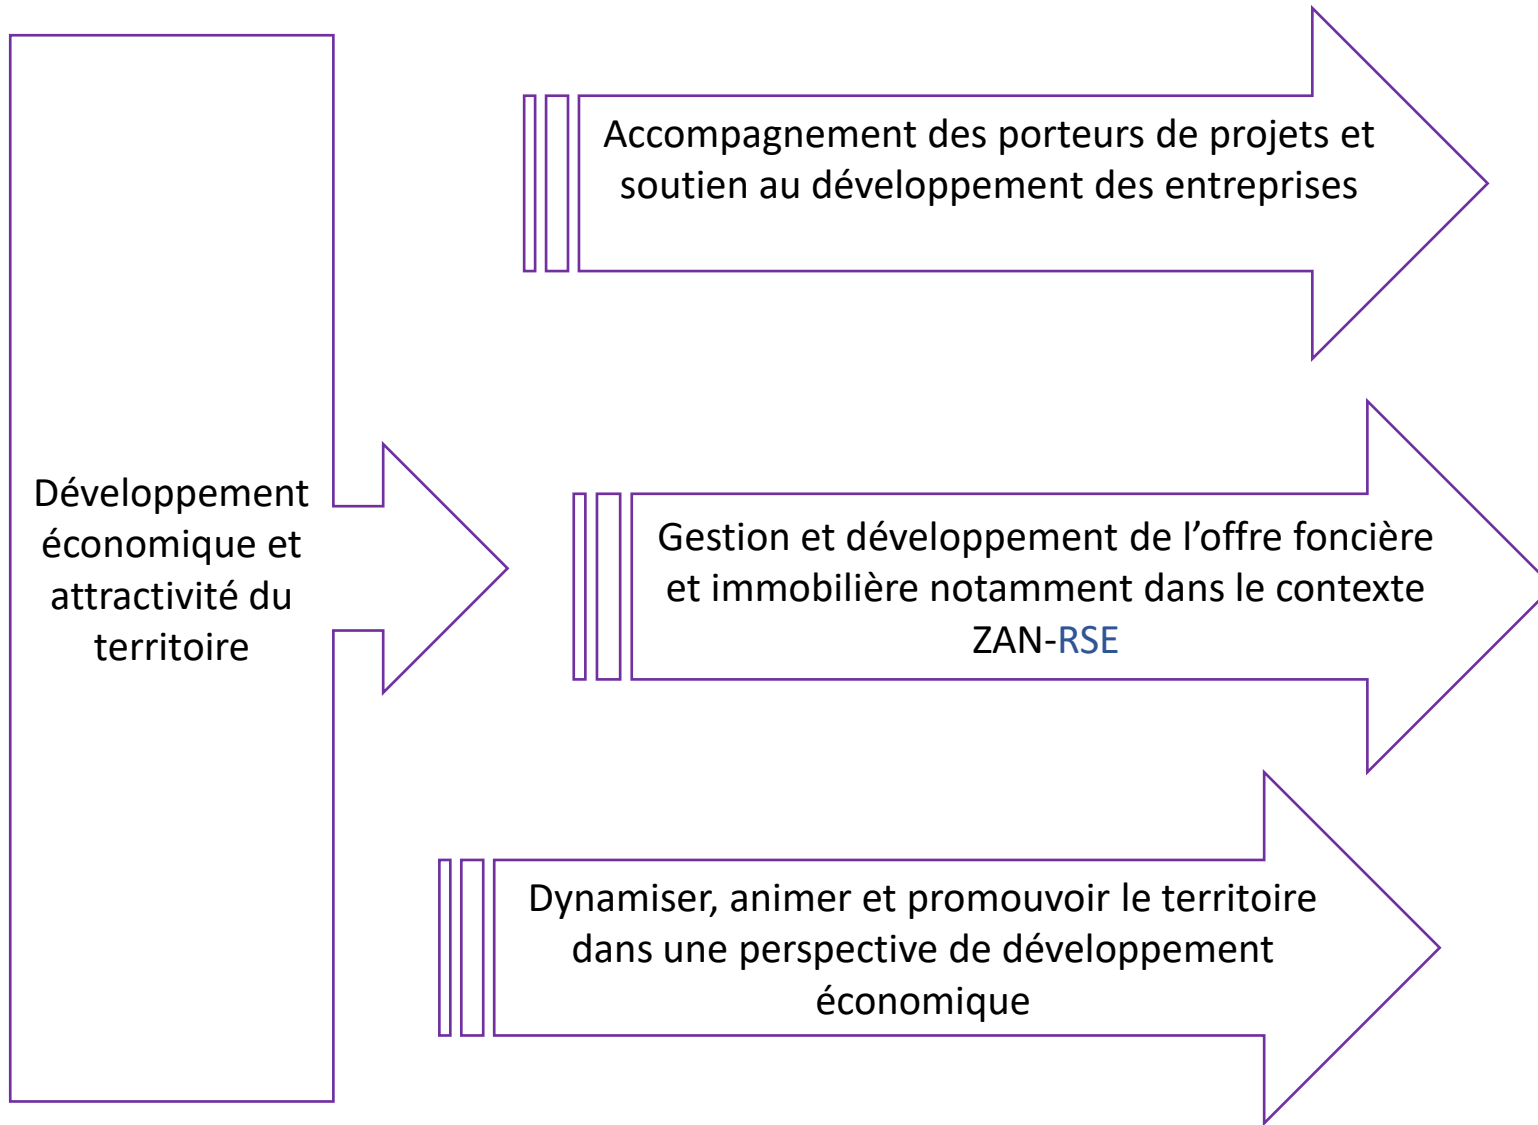 Développement
économique et
attractivité du
territoire
Accompagnement des porteurs de projets et
soutien au développement des entreprises
Gestion et développement de l’offre foncière
et immobilière notamment dans le contexte
ZAN-RSE
Dynamiser, animer et promouvoir le territoire
dans une perspective de développement
économique